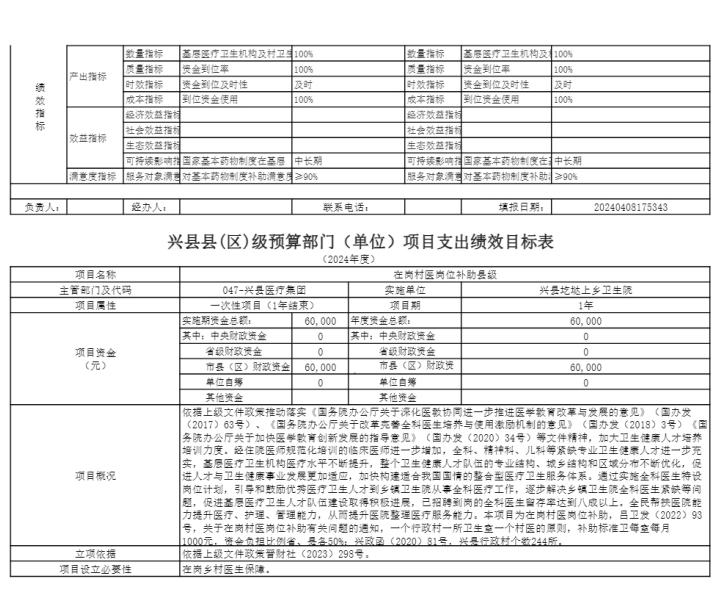 绩效指标 产出指标 数量指标 基层医疗卫生机构及村卫生 100% 数量指标 基层医疗卫生机构及村 100%
质量指标 资金到位率 100% 质量指标 资金到位率 100%
时效指标 资金到位及时性 及时 时效指标 资金到位及时性 及时
成本指标 到位资金使用 100% 成本指标 到位资金使用 100%
效益指标 经济效益指标 经济效益指标
社会效益指标 社会效益指标
生态效益指标 生态效益指标
可持续影响指 国家基本药物制度在基层 中长期 可持续影响指 国家基本药物制度在基 中长期
满意度指标 服务对象满意 对基本药物制度补助满意度 ≥90% 服务对象满意 对基本药物制度补助 ≥90%
负责人: 经办人: 联系电话: 填报日期: 20240408175343
兴县县(区)级预算部门（单位）项目支出绩效目标表
（2024年度）
项目名称 在岗村医岗位补助县级
主管部门及代码 047-兴县医疗集团 实施单位 兴县圪垯上乡卫生院
项目属性 一次性项目（1年结束） 项目期 1年
项目资金（元） 实施期资金总额: 60,000 年度资金总额: 60,000
其中: 中央财政资金 0 其中: 中央财政资金 0
省级财政资金 0 省级财政资金 0
市县（区）财政资金 60,000 市县（区）财政资 60,000
单位自筹 0 单位自筹 0
其他资金 其他资金
项目概况 依据上级文件政策推动落实《国务院办公厅关于深化医教协同进一步推进医学教育改革与发展的意见》（国办发
（2017）63号）、《国务院办公厅关于改革完善全科医生培养与使用激励机制的意见》（国办发（2018）3号）《国
务院办公厅关于加快医学教育创新发展的指导意见》（国办发（2020）34号）等文件精神，加大卫生健康人才培养
培训力度。经住院医师规范化培训的临床医师进一步增加，全科、精神科、儿科等紧缺专业卫生健康人才进一步充
实，基层医疗卫生机构医疗水平不断提升，整个卫生健康人才队伍的专业结构、城乡结构和区域分布不断优化，促
进人才与卫生健康事业发展更加适应，加快构建适合我国国情的整合型医疗卫生服务体系。通过实施全科医生等设
岗位计划，引导和鼓励优秀医疗卫生人才到乡镇卫生院从事全科医疗工作，逐步解决乡镇卫生院全科医生紧缺等问
题，促进基层医疗卫生人才队伍建设取得积极进展，已招聘到岗的全科医生留存率达到八成以上，全民帮扶医院能
力提升医疗、护理、管理能力，从而提升医院整理医疗服务能力。本项目为在岗村医岗位补助，吕卫发（2022）93
号，关于在岗村医岗位补助有关问题的通知，一个行政村一所卫生室一个村医的原则，补助标准卫每室每月
1000元，资金负担比例省、县各50%；兴政函（2020）81号，兴县行政村个数244所。
立项依据 依据上级文件政策晋财社（2023）298号。
项目设立必要性 在岗乡村医生保障。